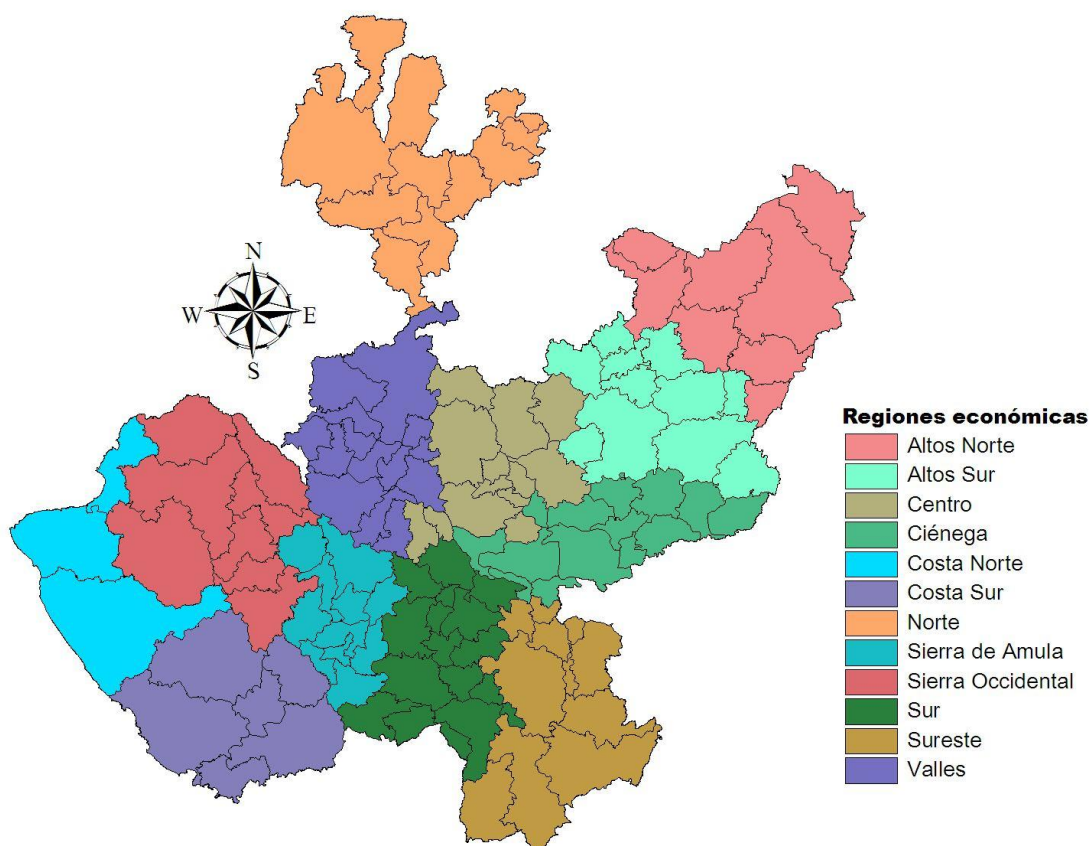 N
W
E
S
Regiones económicas
Altos Norte
Altos Sur
Centro
Ciénega
Costa Norte
Costa Sur
Norte
Sierra de Amula
Sierra Occidental
Sur
Sureste
Valles